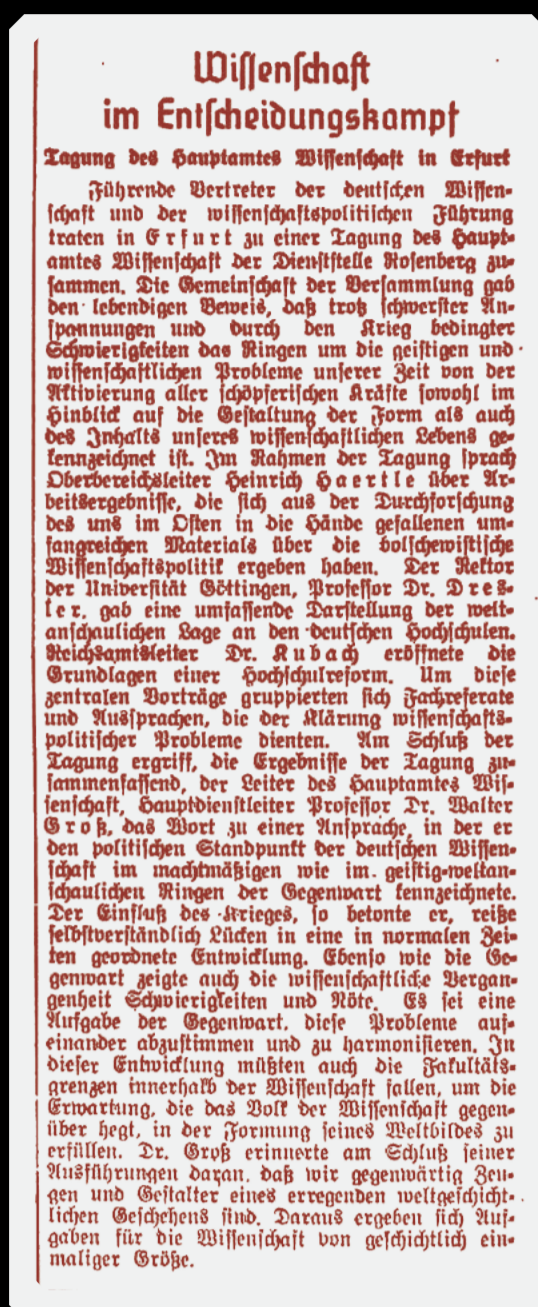 Wissenschaft
im Entscheidungskampf
Tagung des Hauptamtes Wissenschaft in Erfurt
Führende Vertreter der deutschen Wissen-
schaft und der wissenschaftspolitischen Führung
traten in Erfurt zu einer Tagung des Haupt-
amtes Wissenschaft der Dienststelle Rosenberg zu-
sammen. Die Gemeinschaft der Versammlung gab
den lebendigen Beweis, daß trotz schwerster An-
spannungen und durch den Krieg bedingter
Schwierigkeiten das Ringen um die geistigen und
wissenschaftlichen Probleme unserer Zeit von der
Aktivierung aller schöpferischen Kräfte sowohl im
Hinblick auf die Gestaltung der Form als auch
des Inhalts unseres wissenschaftlichen Lebens ge-
kennzeichnet ist. Im Rahmen der Tagung sprach
Oberbereichsleiter Heinrich Haertle über Ar-
beitsergebnisse, die sich aus der Durchforschung
des uns im Osten in die Hände gefallenen um-
fangreichen Materials über die bolschewistische
Wissenschaftspolitik ergeben haben. Der Rektor
der Universität Göttingen, Professor Dr. Dres-
ler, gab eine umfassende Darstellung der welt-
anschaulichen Lage an den deutschen Hochschulen.
Reichsamtsleiter Dr. Kubach eröffnete die
Grundlagen einer Hochschulreform. Um diese
zentralen Vorträge gruppierten sich Fachreferate
und Aussprachen, die der Klärung wissenschafts-
politischer Probleme dienten. Am Schluß der
Tagung ergriff, die Ergebnisse der Tagung zu-
sammenfassend, der Leiter des Hauptamtes Wis-
senschaft, Hauptdienstleiter Professor Dr. Walter
Groß, das Wort zu einer Ansprache, in der er
den politischen Standpunkt der deutschen Wissen-
schaft im machtmäßigen wie im geistig-weltan-
schaulichen Ringen der Gegenwart kennzeichnete.
Der Einfluß des Krieges, so betonte er, reiße
selbstverständlich Lücken in eine in normalen Zei-
ten geordnete Entwicklung. Ebenso wie die Ge-
genwart zeigte auch die wissenschaftliche Vergan-
genheit Schwierigkeiten und Nöte. Es sei eine
Aufgabe der Gegenwart, diese Probleme auf-
einander abzustimmen und zu harmonisieren. In
dieser Entwicklung müßten auch die Fakultäts-
grenzen innerhalb der Wissenschaft fallen, um die
Erwartung, die das Volk der Wissenschaft gegen-
über hegt, in der Formung seines Weltbildes zu
erfüllen. Dr. Groß erinnerte am Schluß seiner
Ausführungen daran, daß wir gegenwärtig Zeu-
gen und Gestalter eines erregenden weltgeschicht-
lichen Geschehens sind. Daraus ergeben sich Auf-
gaben für die Wissenschaft von geschichtlich ein-
maliger Größe.